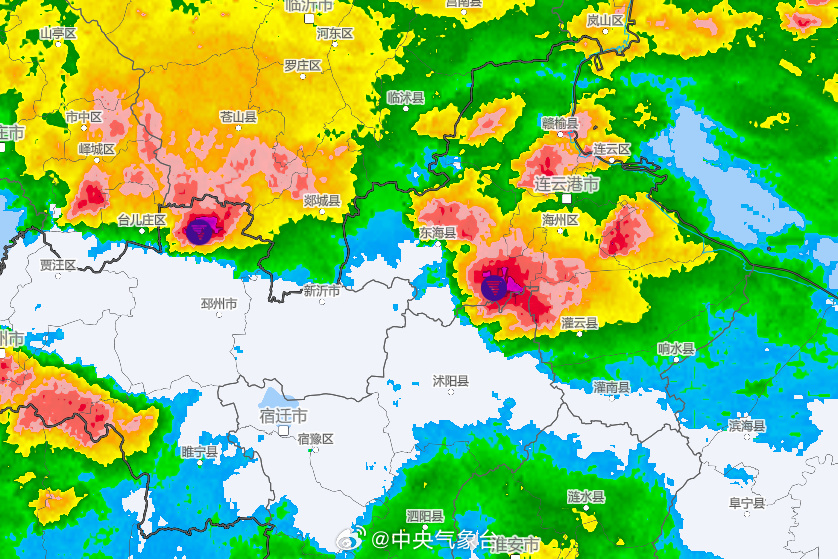 临沂市
莒南县
岚山区
山亭区
河东区
罗庄区
临沭县
市中区
苍山县
赣榆县
庄市
峄城区
连云区
连云港市
郯城县
台儿庄区
海州区
东海县
贾汪区
新沂市
邳州市
灌云县
州市
响水县
沭阳县
灌南县
宿迁市
滨海县
宿豫区
睢宁县
涟水县
阜宁县
泗阳县
@中央气象台
淮安市